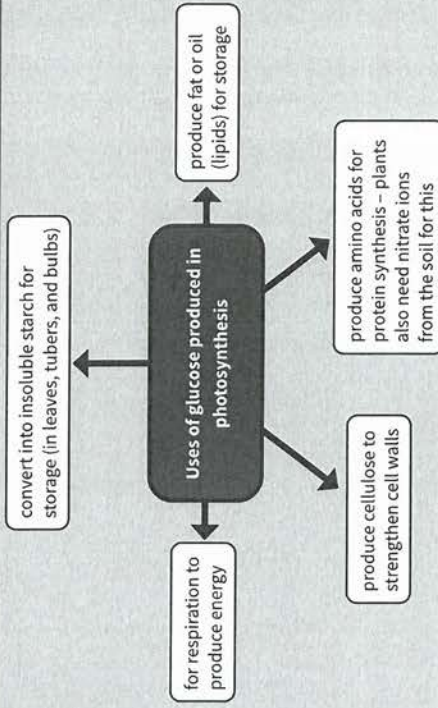 convert into insoluble starch for
storage (in leaves, tubers, and bulbs)
produce fat or oil
(lipids) for storage
Uses of glucose produced in
photosynthesis
for respiration to
produce energy
produce cellulose to
strengthen cell walls
produce amino acids for
protein synthesis – plants
also need nitrate ions
from the soil for this